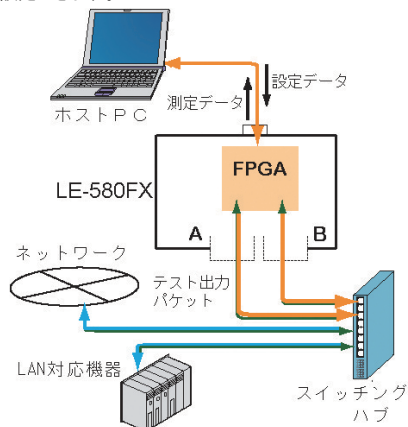 設定データ
測定データ
ホストPC
FPGA
LE-580FX
A
B
ネットワーク
テスト出力
パケット
LAN対応機器
スイッチング
ハブ